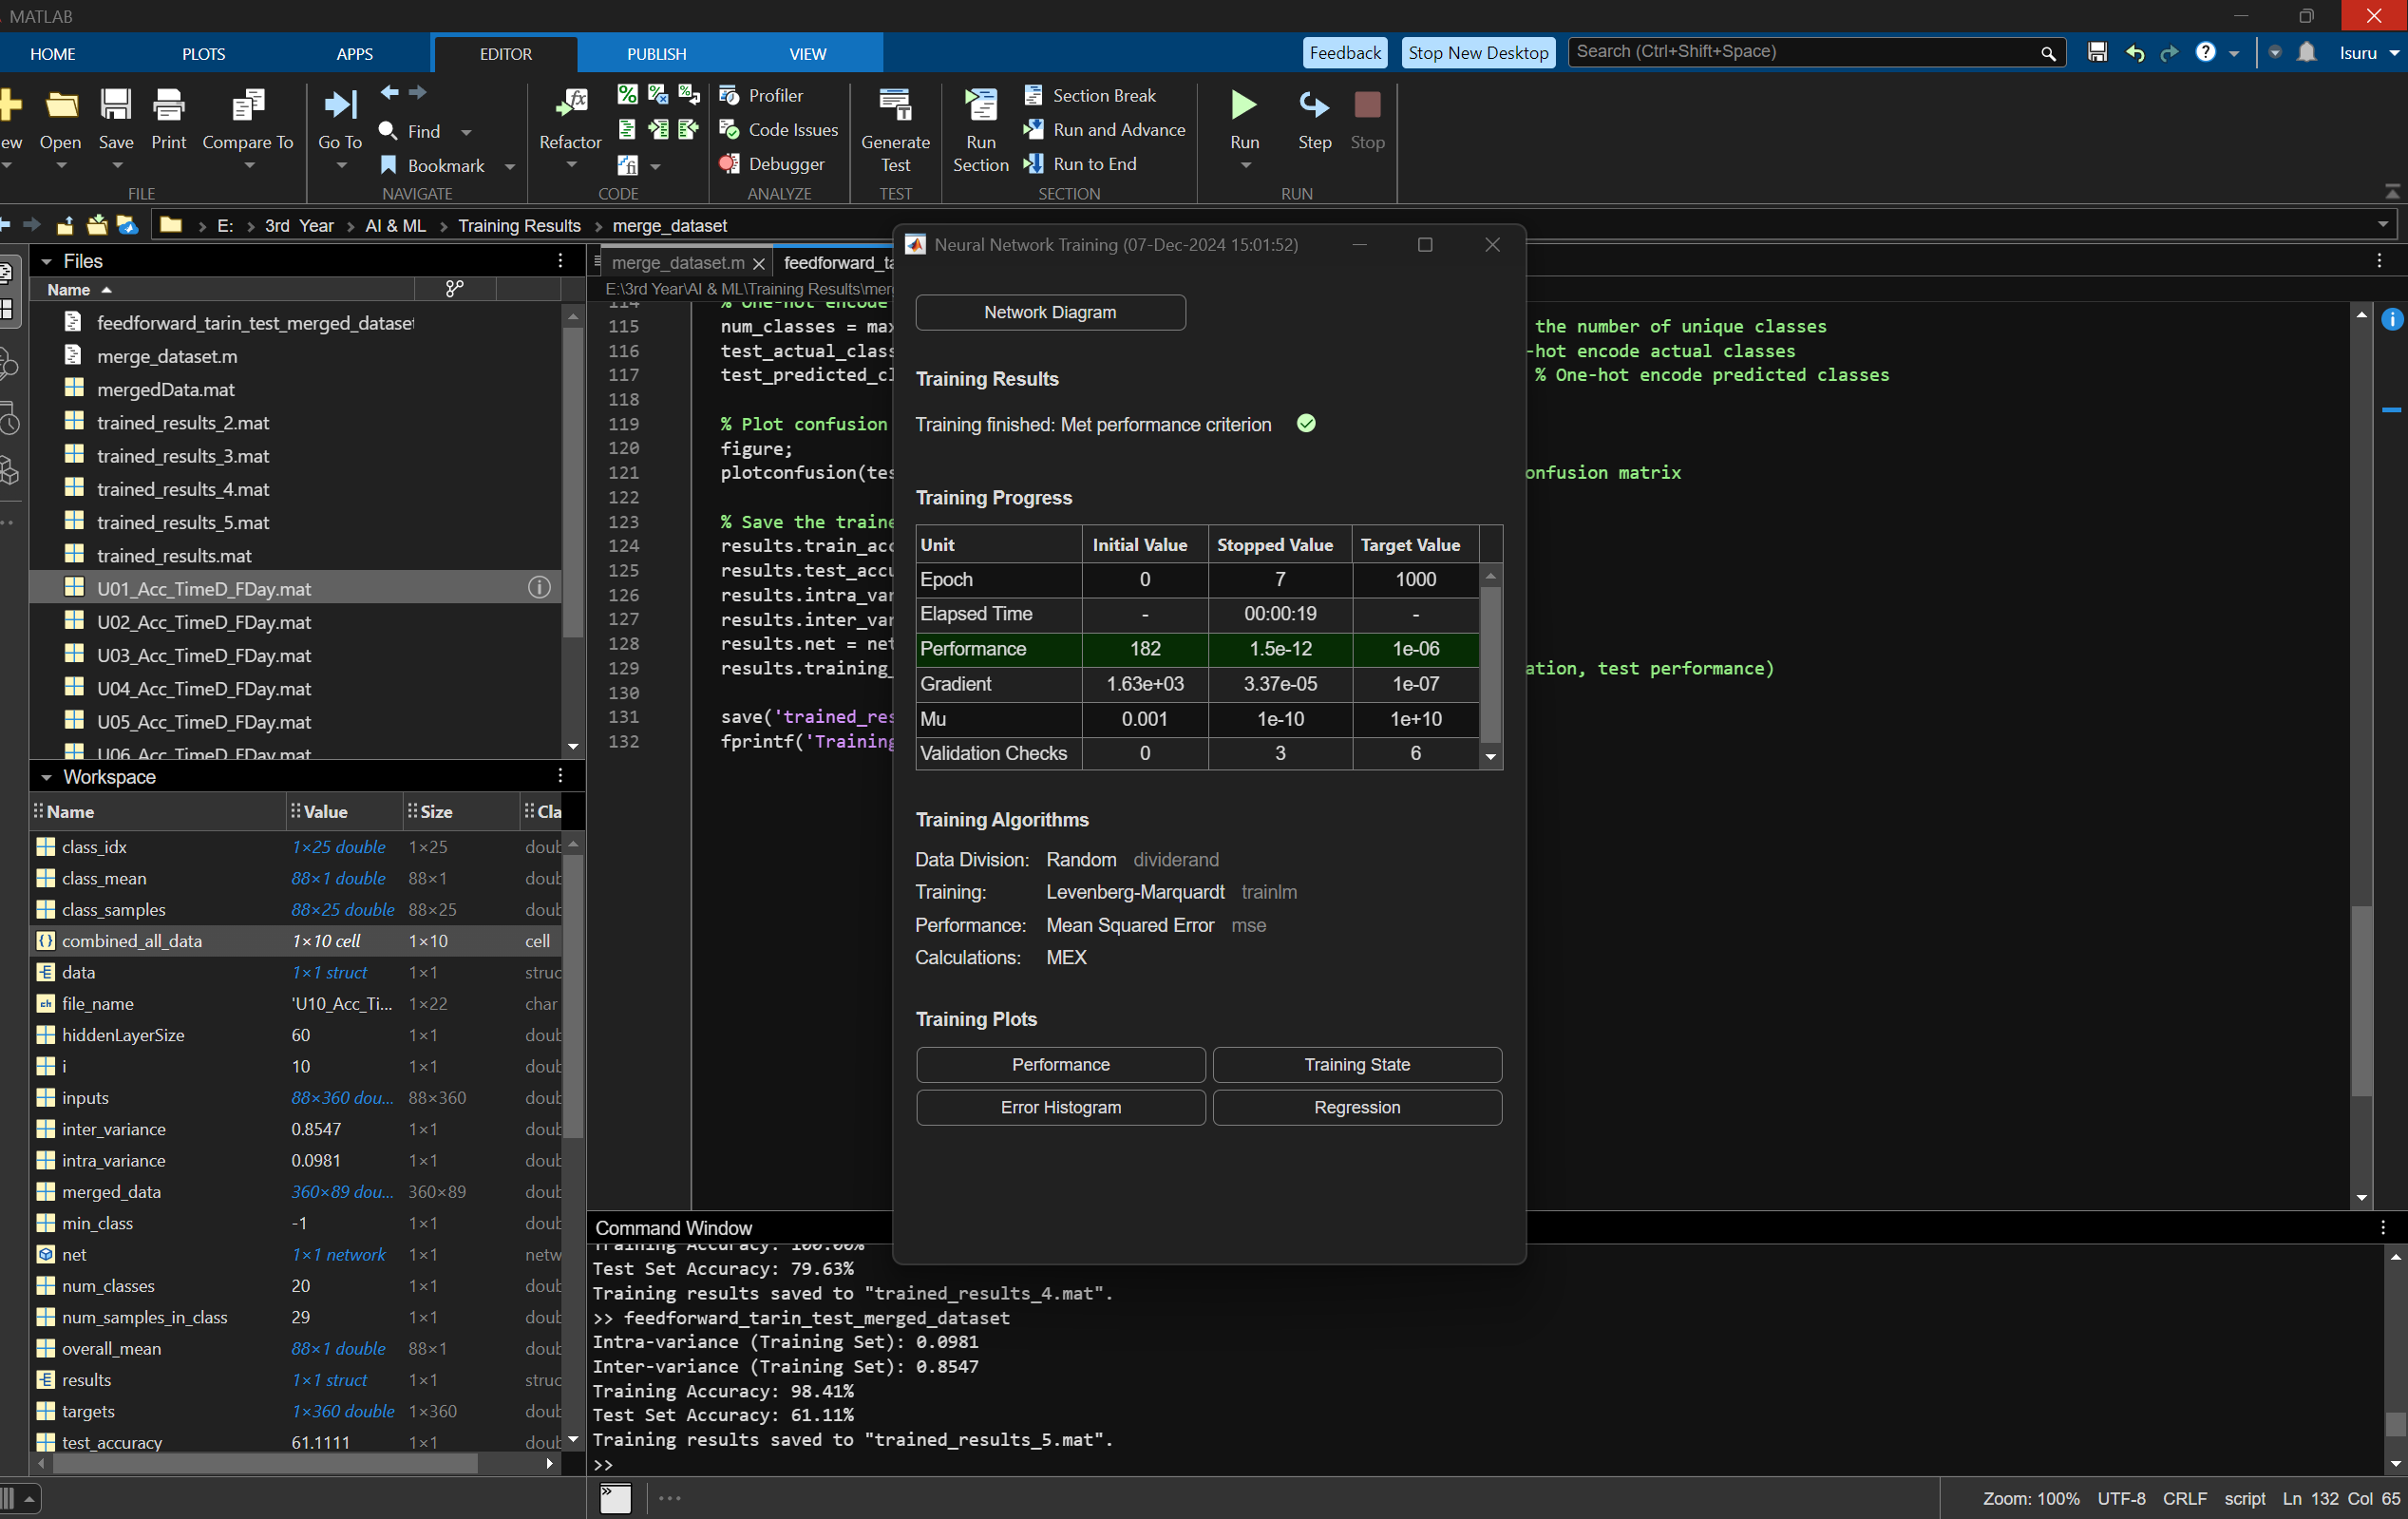 MATLAB
HOME PLOTS APPS EDITOR PUBLISH VIEW Feedback Stop New Desktop Search (Ctrl+Shift+Space) Isuru
Profiler Section Break
Find Code Issues Run and Advance
Open Save Print Compare To Go To Refactor Generate Test Run Section Run Step Stop
Bookmark Debugger Run to End
FILE NAVIGATE CODE ANALYZE TEST SECTION RUN
E: > 3rd Year > AI & ML > Training Results > merge_dataset
Files
Name
feedforward_tarin_test_merged_dataset
merge_dataset.m
mergedData.mat
trained_results_2.mat
trained_results_3.mat
trained_results_4.mat
trained_results_5.mat
trained_results.mat
U01_Acc_TimeD_FDay.mat
U02_Acc_TimeD_FDay.mat
U03_Acc_TimeD_FDay.mat
U04_Acc_TimeD_FDay.mat
U05_Acc_TimeD_FDay.mat
U06_Acc_TimeD_FDay.mat
Workspace
Name Value Size Cla
class_idx 1×25 double 1×25 doub
class_mean 88×1 double 88×1 doub
class_samples 88×25 double 88×25 doub
combined_all_data 1×10 cell 1×10 cell
data 1×1 struct 1×1 struc
file_name 'U10_Acc_Ti... 1×22 char
hiddenLayerSize 60 1×1 doub
i 10 1×1 doub
inputs 88×360 dou... 88×360 doub
inter_variance 0.8547 1×1 doub
intra_variance 0.0981 1×1 doub
merged_data 360×89 dou... 360×89 doub
min_class -1 1×1 doub
net 1×1 network 1×1 netw
num_classes 20 1×1 doub
num_samples_in_class 29 1×1 doub
overall_mean 88×1 double 88×1 doub
results 1×1 struct 1×1 struc
targets 1×360 double 1×360 doub
test_accuracy 61.1111 1×1 doub
merge_dataset.m feedforward_ta
E:\3rd Year\AI & ML\Training Results\mer
114 % One-hot encode
115 num_classes = max the number of unique classes
116 test_actual_class -hot encode actual classes
117 test_predicted_cl % One-hot encode predicted classes
118
119 % Plot confusion
120 figure;
121 plotconfusion(tes onfusion matrix
122
123 % Save the traine
124 results.train_acc
125 results.test_accu
126 results.intra_var
127 results.inter_var
128 results.net = net
129 results.training_ ation, test performance)
130
131 save('trained_res
132 fprintf('Training
Neural Network Training (07-Dec-2024 15:01:52)
Network Diagram
Training Results
Training finished: Met performance criterion
Training Progress
Unit Initial Value Stopped Value Target Value
Epoch 0 7 1000
Elapsed Time - 00:00:19 -
Performance 182 1.5e-12 1e-06
Gradient 1.63e+03 3.37e-05 1e-07
Mu 0.001 1e-10 1e+10
Validation Checks 0 3 6
Training Algorithms
Data Division: Random dividerand
Training: Levenberg-Marquardt trainlm
Performance: Mean Squared Error mse
Calculations: MEX
Training Plots
Performance Training State
Error Histogram Regression
Command Window
Training Accuracy: 100.00%
Test Set Accuracy: 79.63%
Training results saved to "trained_results_4.mat".
>> feedforward_tarin_test_merged_dataset
Intra-variance (Training Set): 0.0981
Inter-variance (Training Set): 0.8547
Training Accuracy: 98.41%
Test Set Accuracy: 61.11%
Training results saved to "trained_results_5.mat".
>>
Zoom: 100% UTF-8 CRLF script Ln 132 Col 65